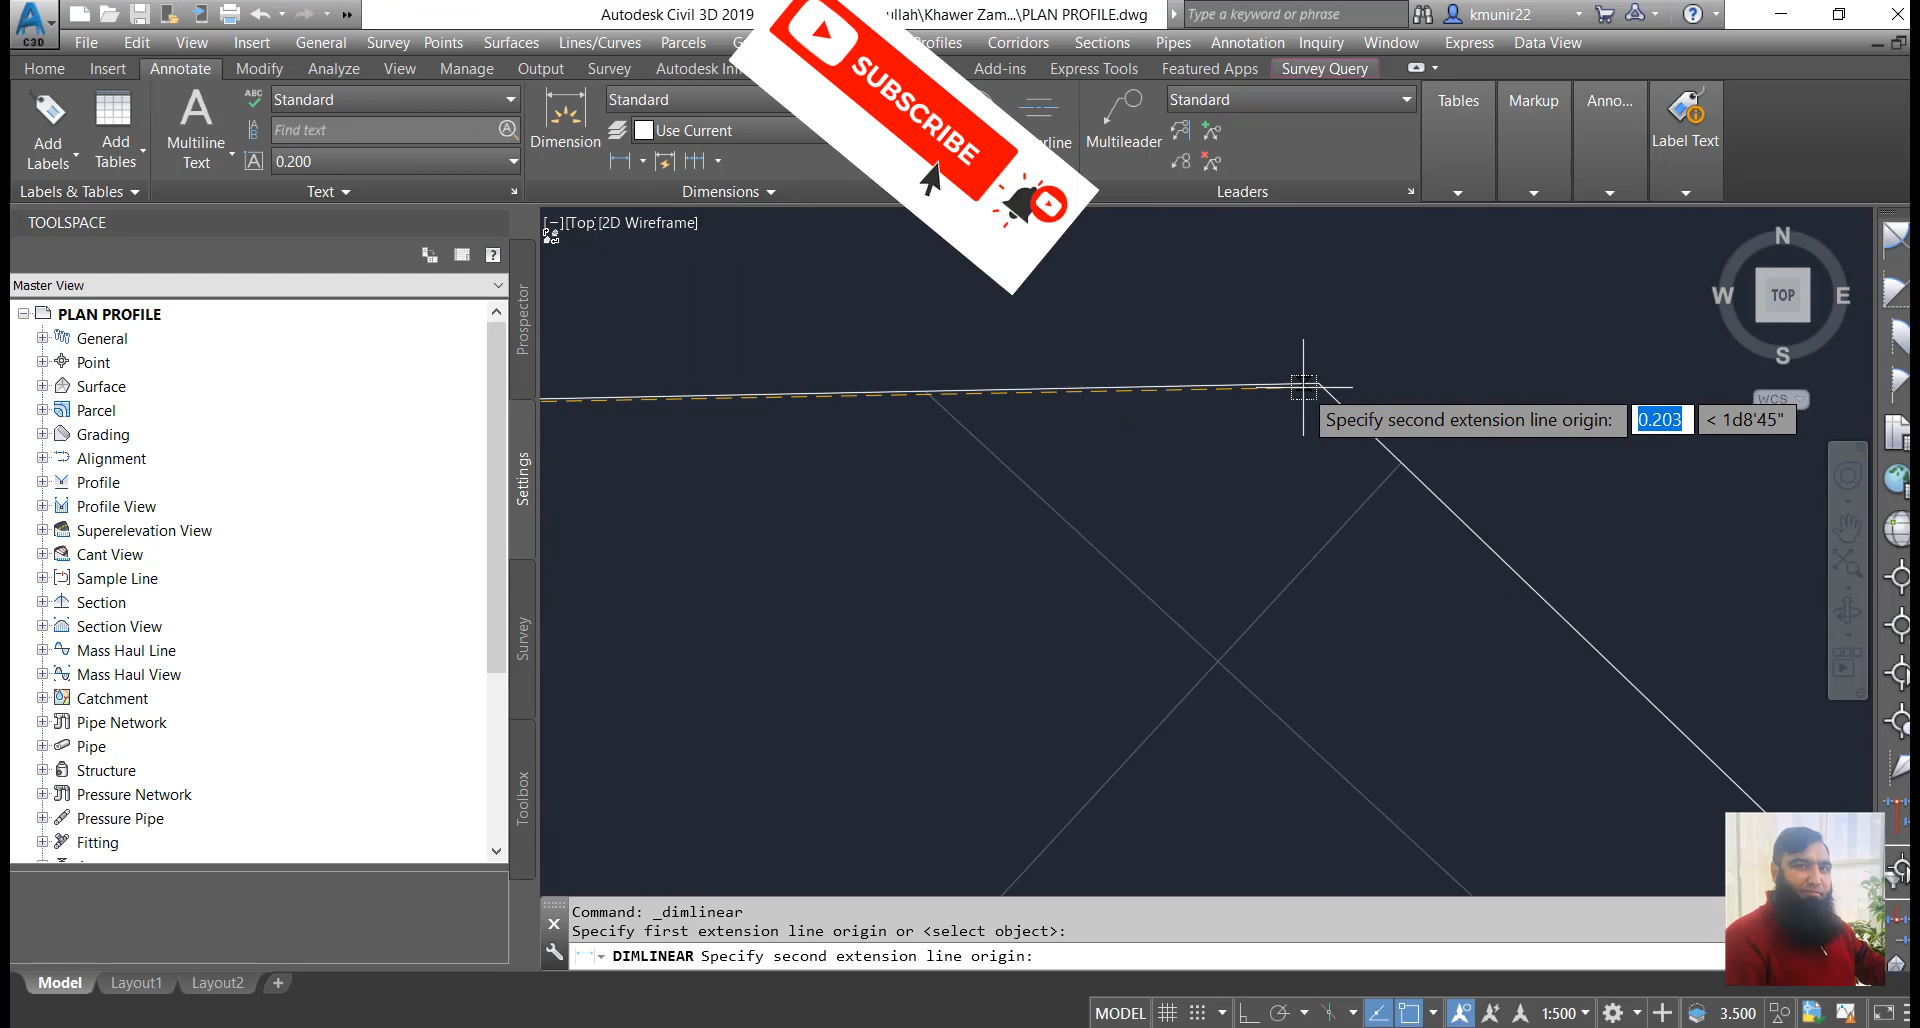 Autodesk Civil 3D 2019
ullah\Khawer Zam...\PLAN PROFILE.dwg
Type a keyword or phrase
kmunir22
C3D
File Edit View Insert General Survey Points Surfaces Lines/Curves Parcels Corridors Sections Pipes Annotation Inquiry Window Express Data View
Home Insert Annotate Modify Analyze View Manage Output Survey Add-ins Express Tools Featured Apps Survey Query
SUBSCRIBE
Add Labels
Add Tables
Multiline Text
ABC
Standard
Find text
0.200
Dimension
Standard
Use Current
Multileader
Standard
Tables
Markup
Anno...
Label Text
Labels & Tables
Text
Dimensions
Leaders
TOOLSPACE
Master View
PLAN PROFILE
General
Point
Surface
Parcel
Grading
Alignment
Profile
Profile View
Superelevation View
Cant View
Sample Line
Section
Section View
Mass Haul Line
Mass Haul View
Catchment
Pipe Network
Pipe
Structure
Pressure Network
Pressure Pipe
Fitting
Prospector
Settings
Survey
Toolbox
[−][Top][2D Wireframe]
N
W TOP E
S
WCS
Specify second extension line origin: 0.203 < 1d8'45"
Command: _dimlinear
Specify first extension line origin or <select object>:
DIMLINEAR Specify second extension line origin:
Model Layout1 Layout2
MODEL 1:500 3.500